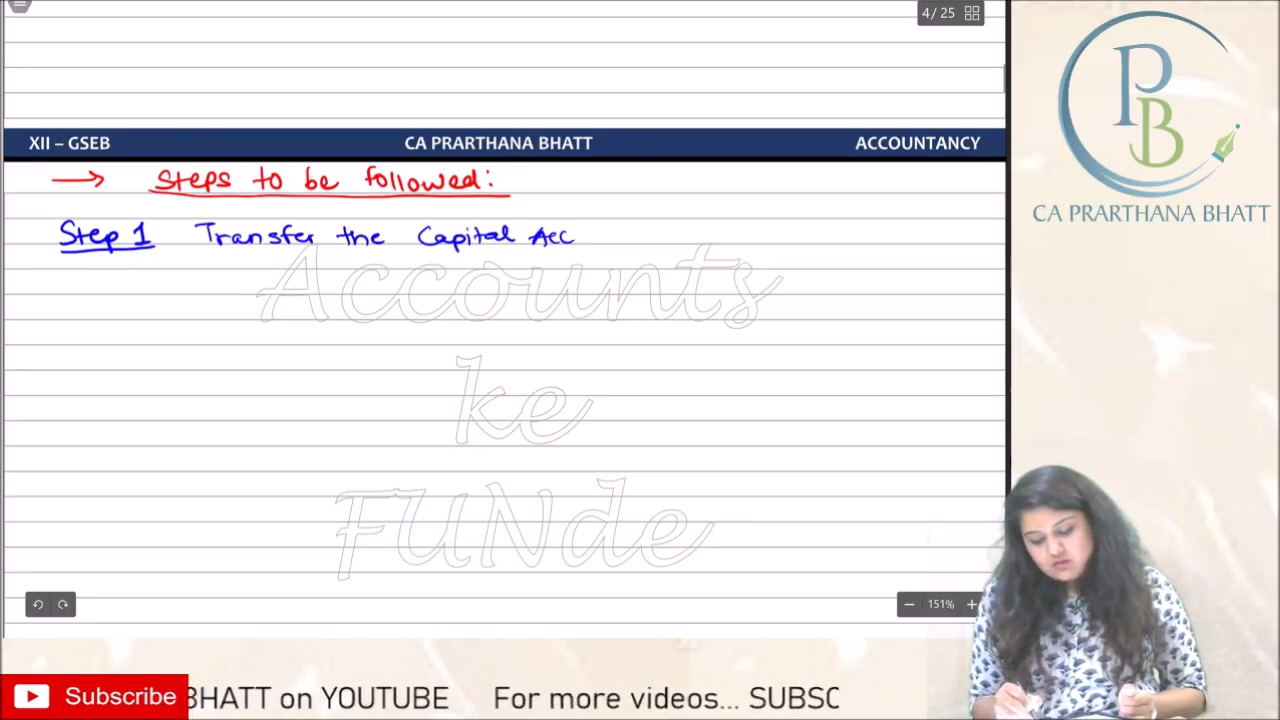 4/25
XII – GSEB CA PRARTHANA BHATT ACCOUNTANCY
→ Steps to be followed:
Step 1 Transfer the Capital Acc
Accounts
ke
FUNde
151%
PB
CA PRARTHANA BHATT
Subscribe
BHATT on YOUTUBE For more videos... SUBSC